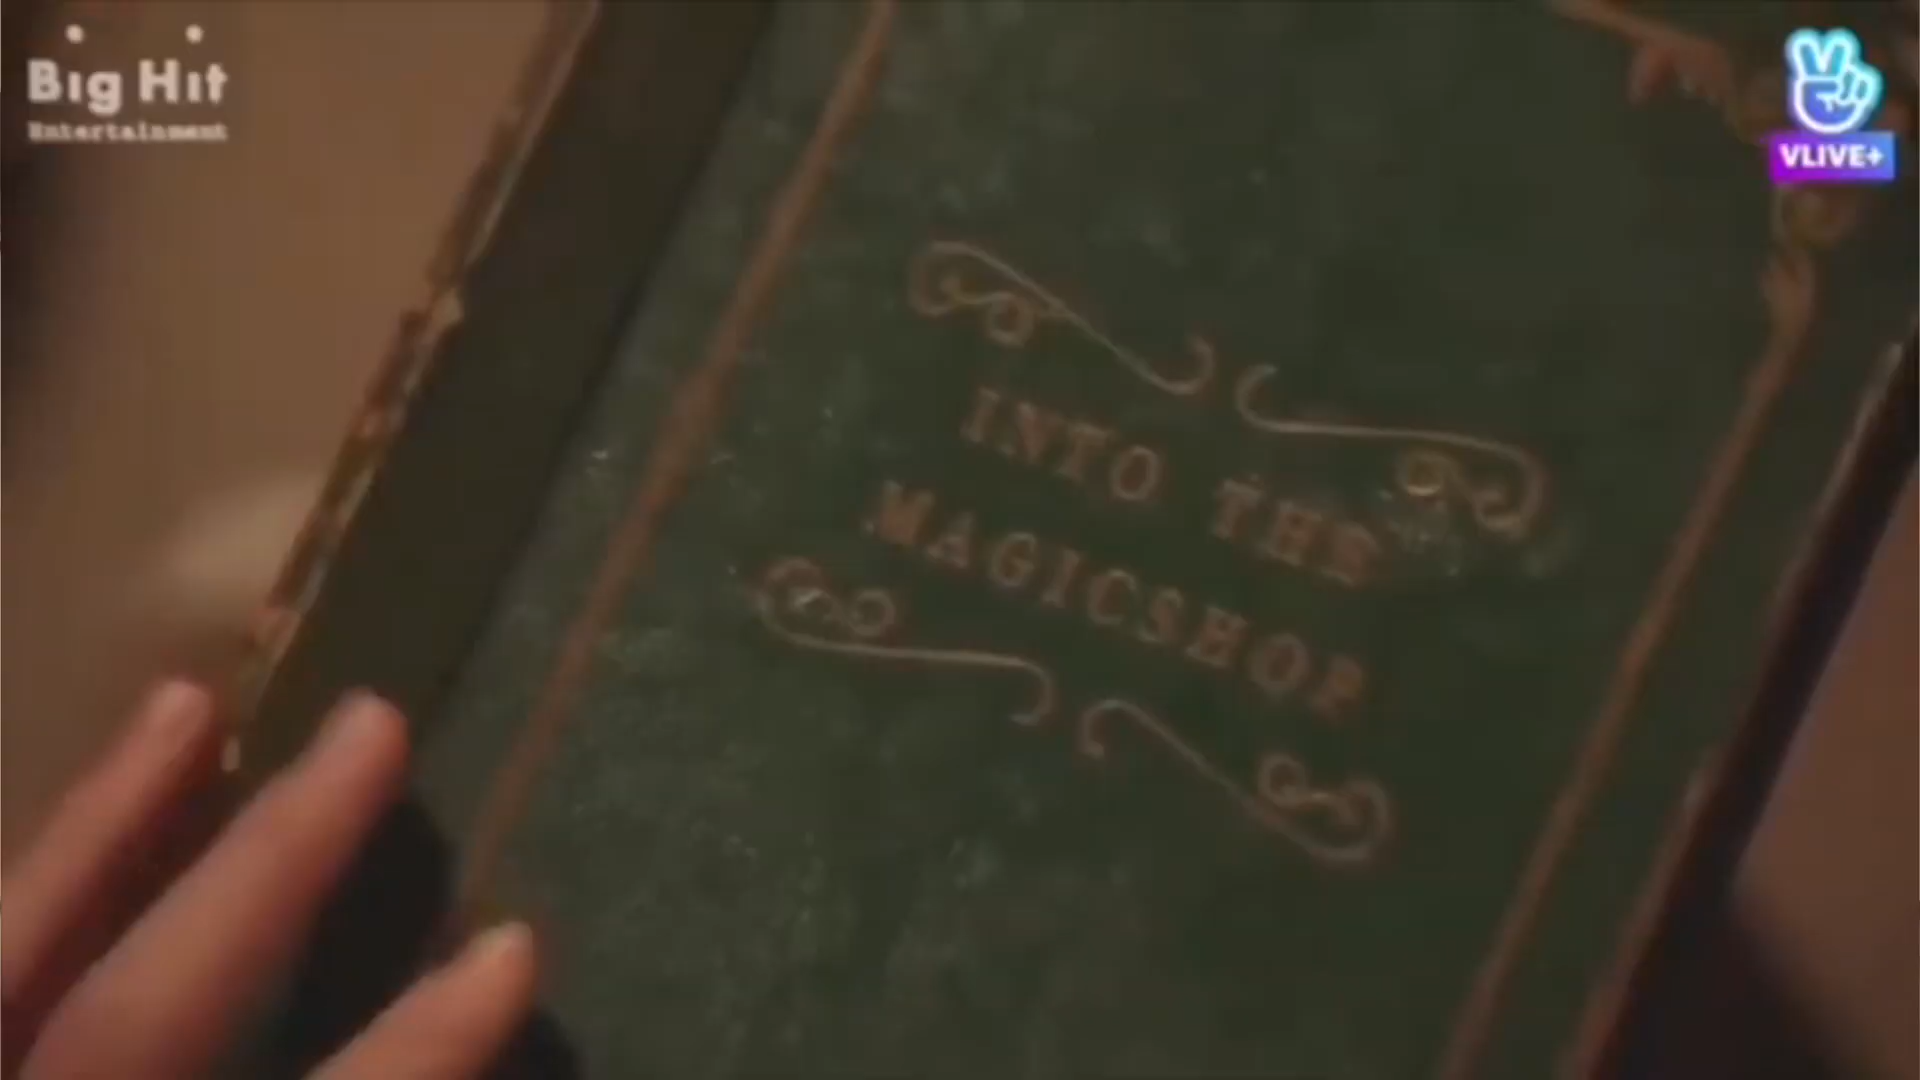 Big Hit
Entertainment
VLIVE+
INTO THE
MAGICSHOP